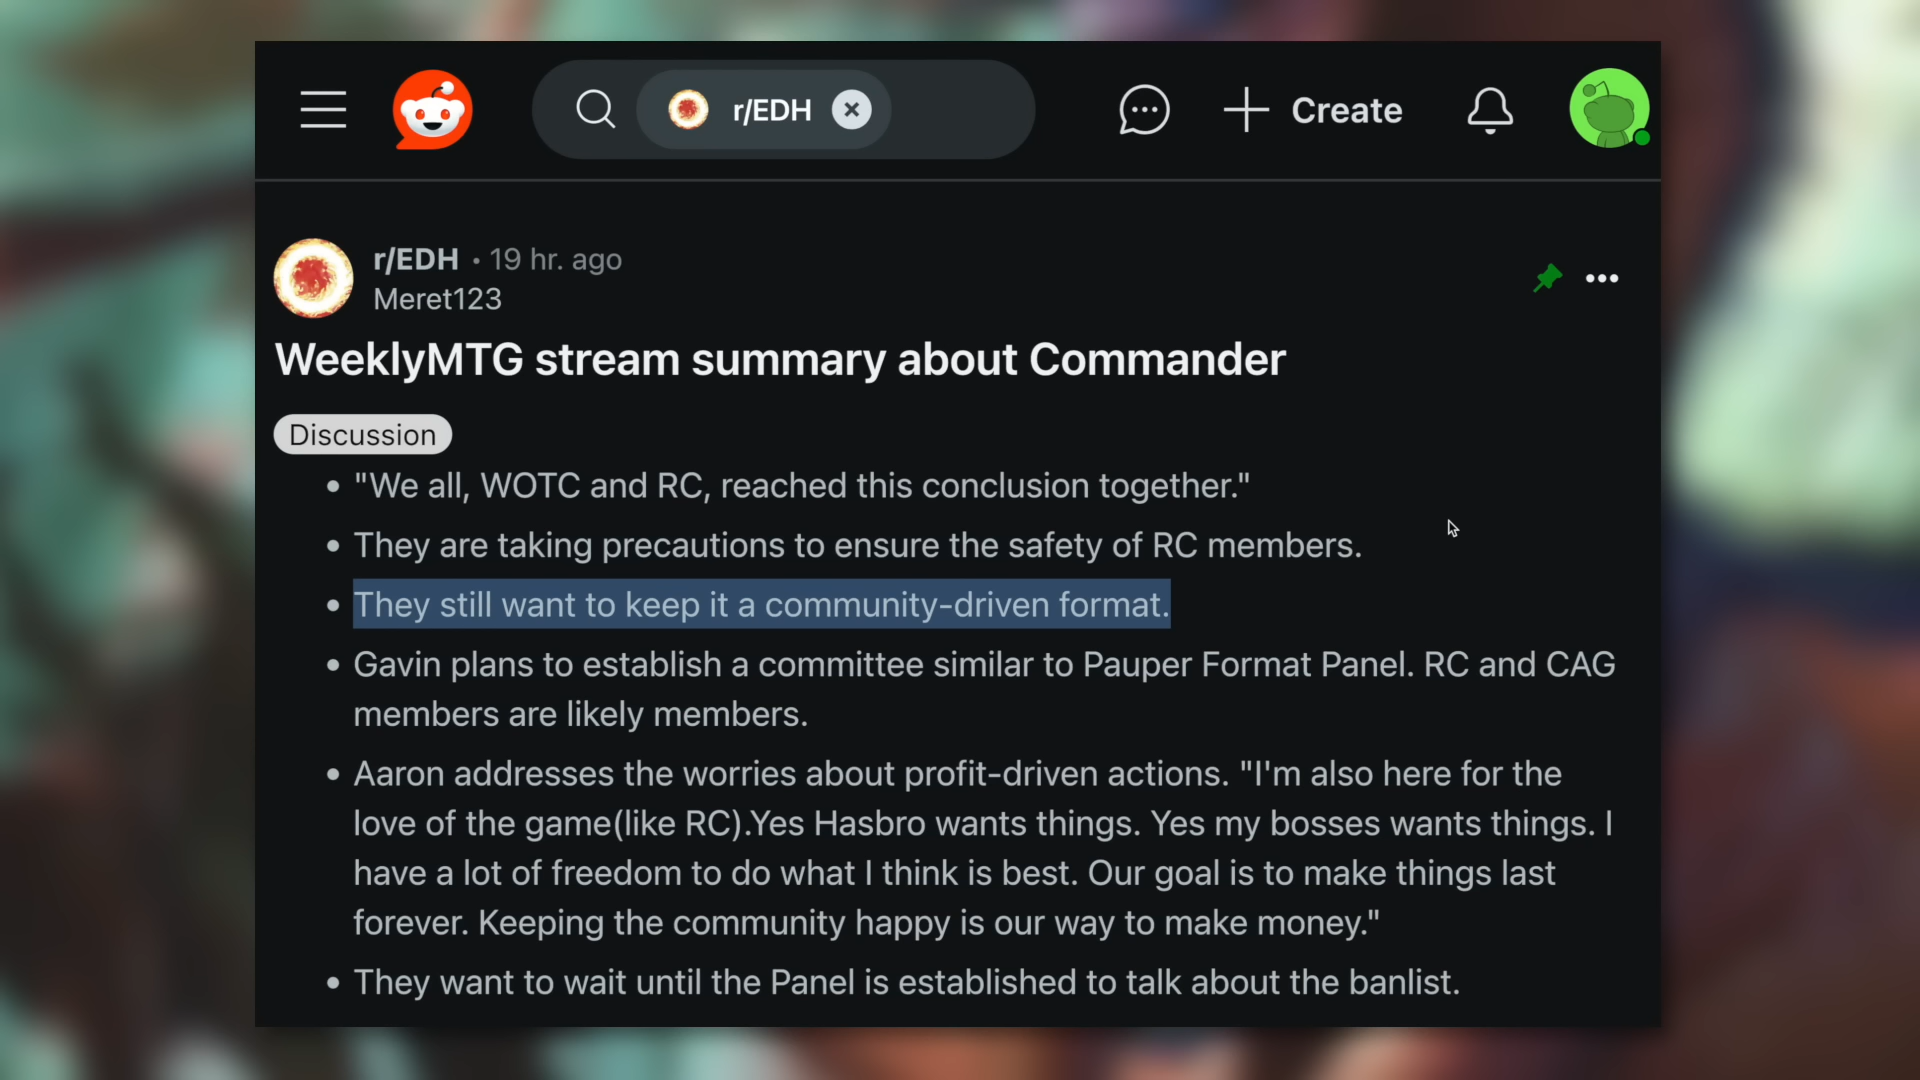 r/EDH
Create
r/EDH • 19 hr. ago
Meret123
WeeklyMTG stream summary about Commander
Discussion
• "We all, WOTC and RC, reached this conclusion together."
• They are taking precautions to ensure the safety of RC members.
• They still want to keep it a community-driven format.
• Gavin plans to establish a committee similar to Pauper Format Panel. RC and CAG
members are likely members.
• Aaron addresses the worries about profit-driven actions. "I'm also here for the
love of the game(like RC).Yes Hasbro wants things. Yes my bosses wants things. I
have a lot of freedom to do what I think is best. Our goal is to make things last
forever. Keeping the community happy is our way to make money."
• They want to wait until the Panel is established to talk about the banlist.